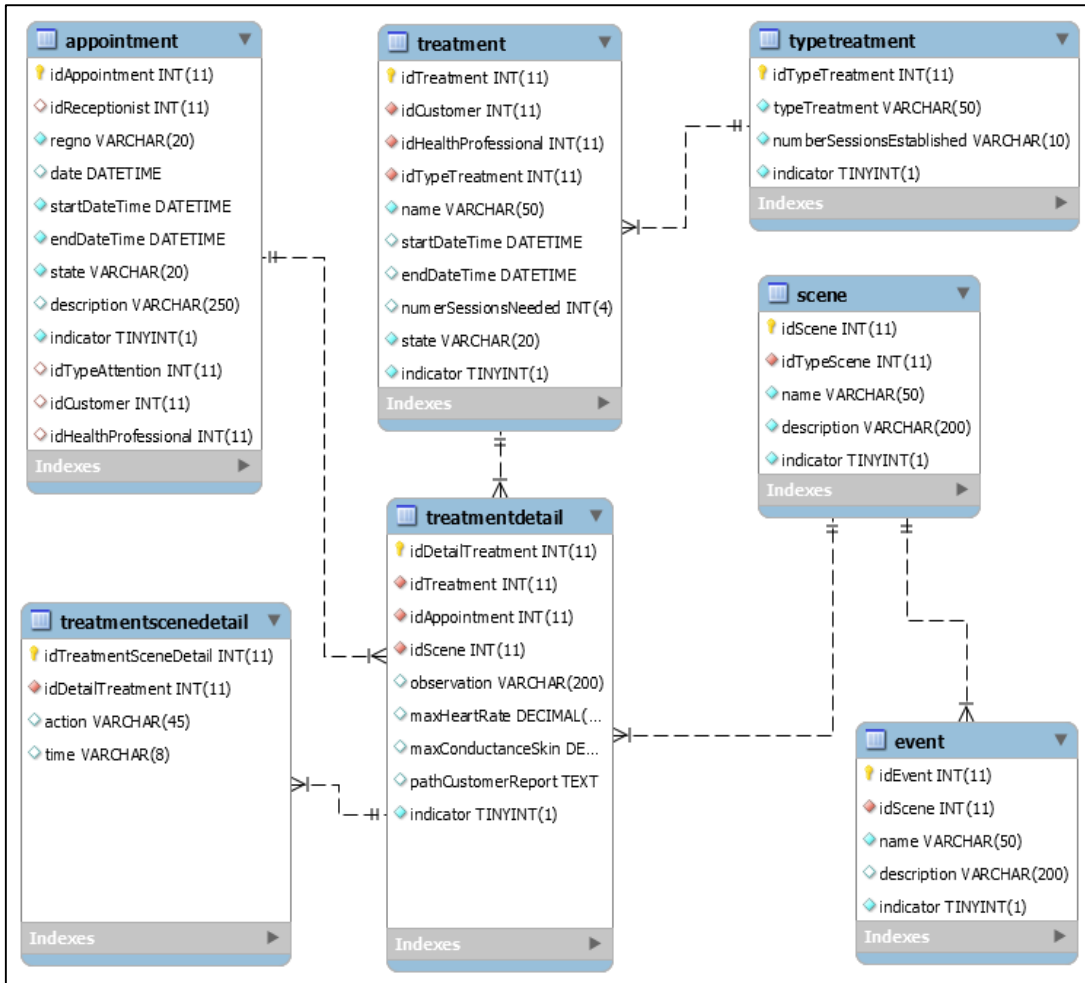 appointment
idAppointment INT(11)
idReceptionist INT(11)
regno VARCHAR(20)
date DATETIME
startDateTime DATETIME
endDateTime DATETIME
state VARCHAR(20)
description VARCHAR(250)
indicator TINYINT(1)
idTypeAttention INT(11)
idCustomer INT(11)
idHealthProfessional INT(11)
Indexes
treatment
idTreatment INT(11)
idCustomer INT(11)
idHealthProfessional INT(11)
idTypeTreatment INT(11)
name VARCHAR(50)
startDateTime DATETIME
endDateTime DATETIME
numerSessionsNeeded INT(4)
state VARCHAR(20)
indicator TINYINT(1)
Indexes
typetreatment
idTypeTreatment INT(11)
typeTreatment VARCHAR(50)
numberSessionsEstablished VARCHAR(10)
indicator TINYINT(1)
Indexes
scene
idScene INT(11)
idTypeScene INT(11)
name VARCHAR(50)
description VARCHAR(200)
indicator TINYINT(1)
Indexes
treatmentscenedetail
idTreatmentSceneDetail INT(11)
idDetailTreatment INT(11)
action VARCHAR(45)
time VARCHAR(8)
Indexes
treatmentdetail
idDetailTreatment INT(11)
idTreatment INT(11)
idAppointment INT(11)
idScene INT(11)
observation VARCHAR(200)
maxHeartRate DECIMAL(...
maxConductanceSkin DE...
pathCustomerReport TEXT
indicator TINYINT(1)
Indexes
event
idEvent INT(11)
idScene INT(11)
name VARCHAR(50)
description VARCHAR(200)
indicator TINYINT(1)
Indexes